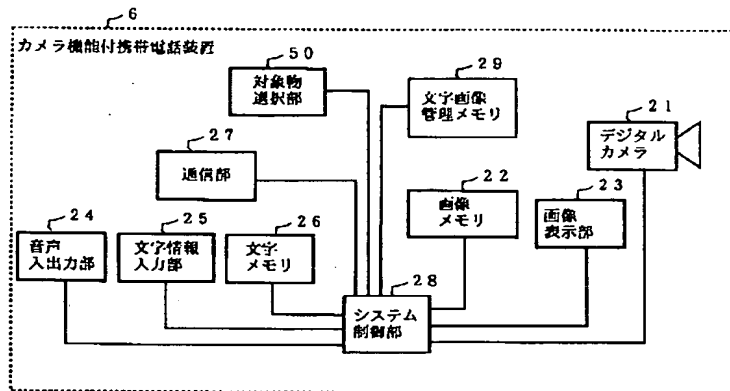 6
カメラ機能付携帯電話装置
50
対象物
選択部
29
文字画像
管理メモリ
21
デジタル
カメラ
27
通信部
22
画像
メモリ
23
画像
表示部
24
音声
入出力部
25
文字情報
入力部
26
文字
メモリ
28
システム
制御部